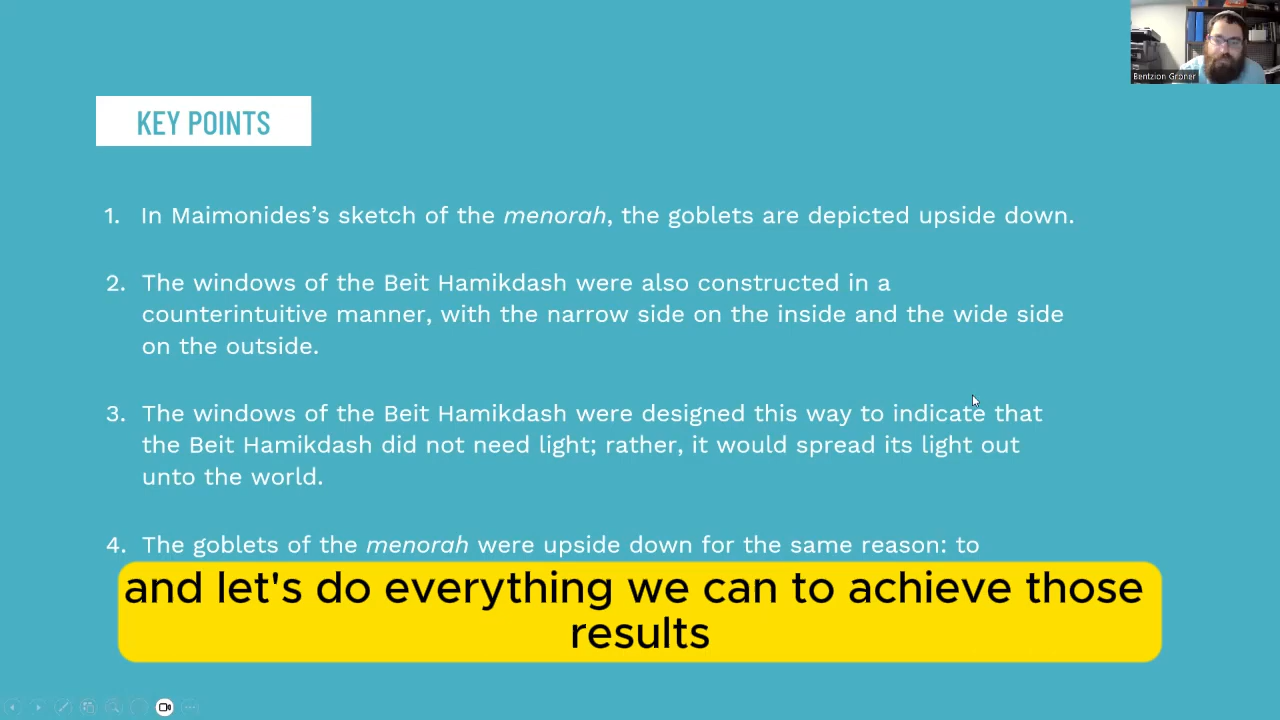 Bentzion Groner
KEY POINTS
1. In Maimonides’s sketch of the menorah, the goblets are depicted upside down.
2. The windows of the Beit Hamikdash were also constructed in a
counterintuitive manner, with the narrow side on the inside and the wide side
on the outside.
3. The windows of the Beit Hamikdash were designed this way to indicate that
the Beit Hamikdash did not need light; rather, it would spread its light out
unto the world.
4. The goblets of the menorah were upside down for the same reason: to
and let's do everything we can to achieve those
results